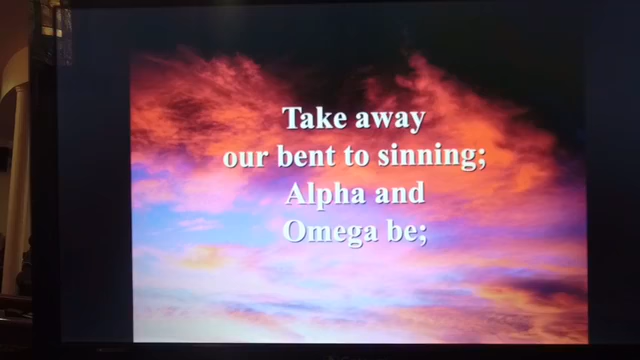 Take away
our bent to sinning;
Alpha and
Omega be;